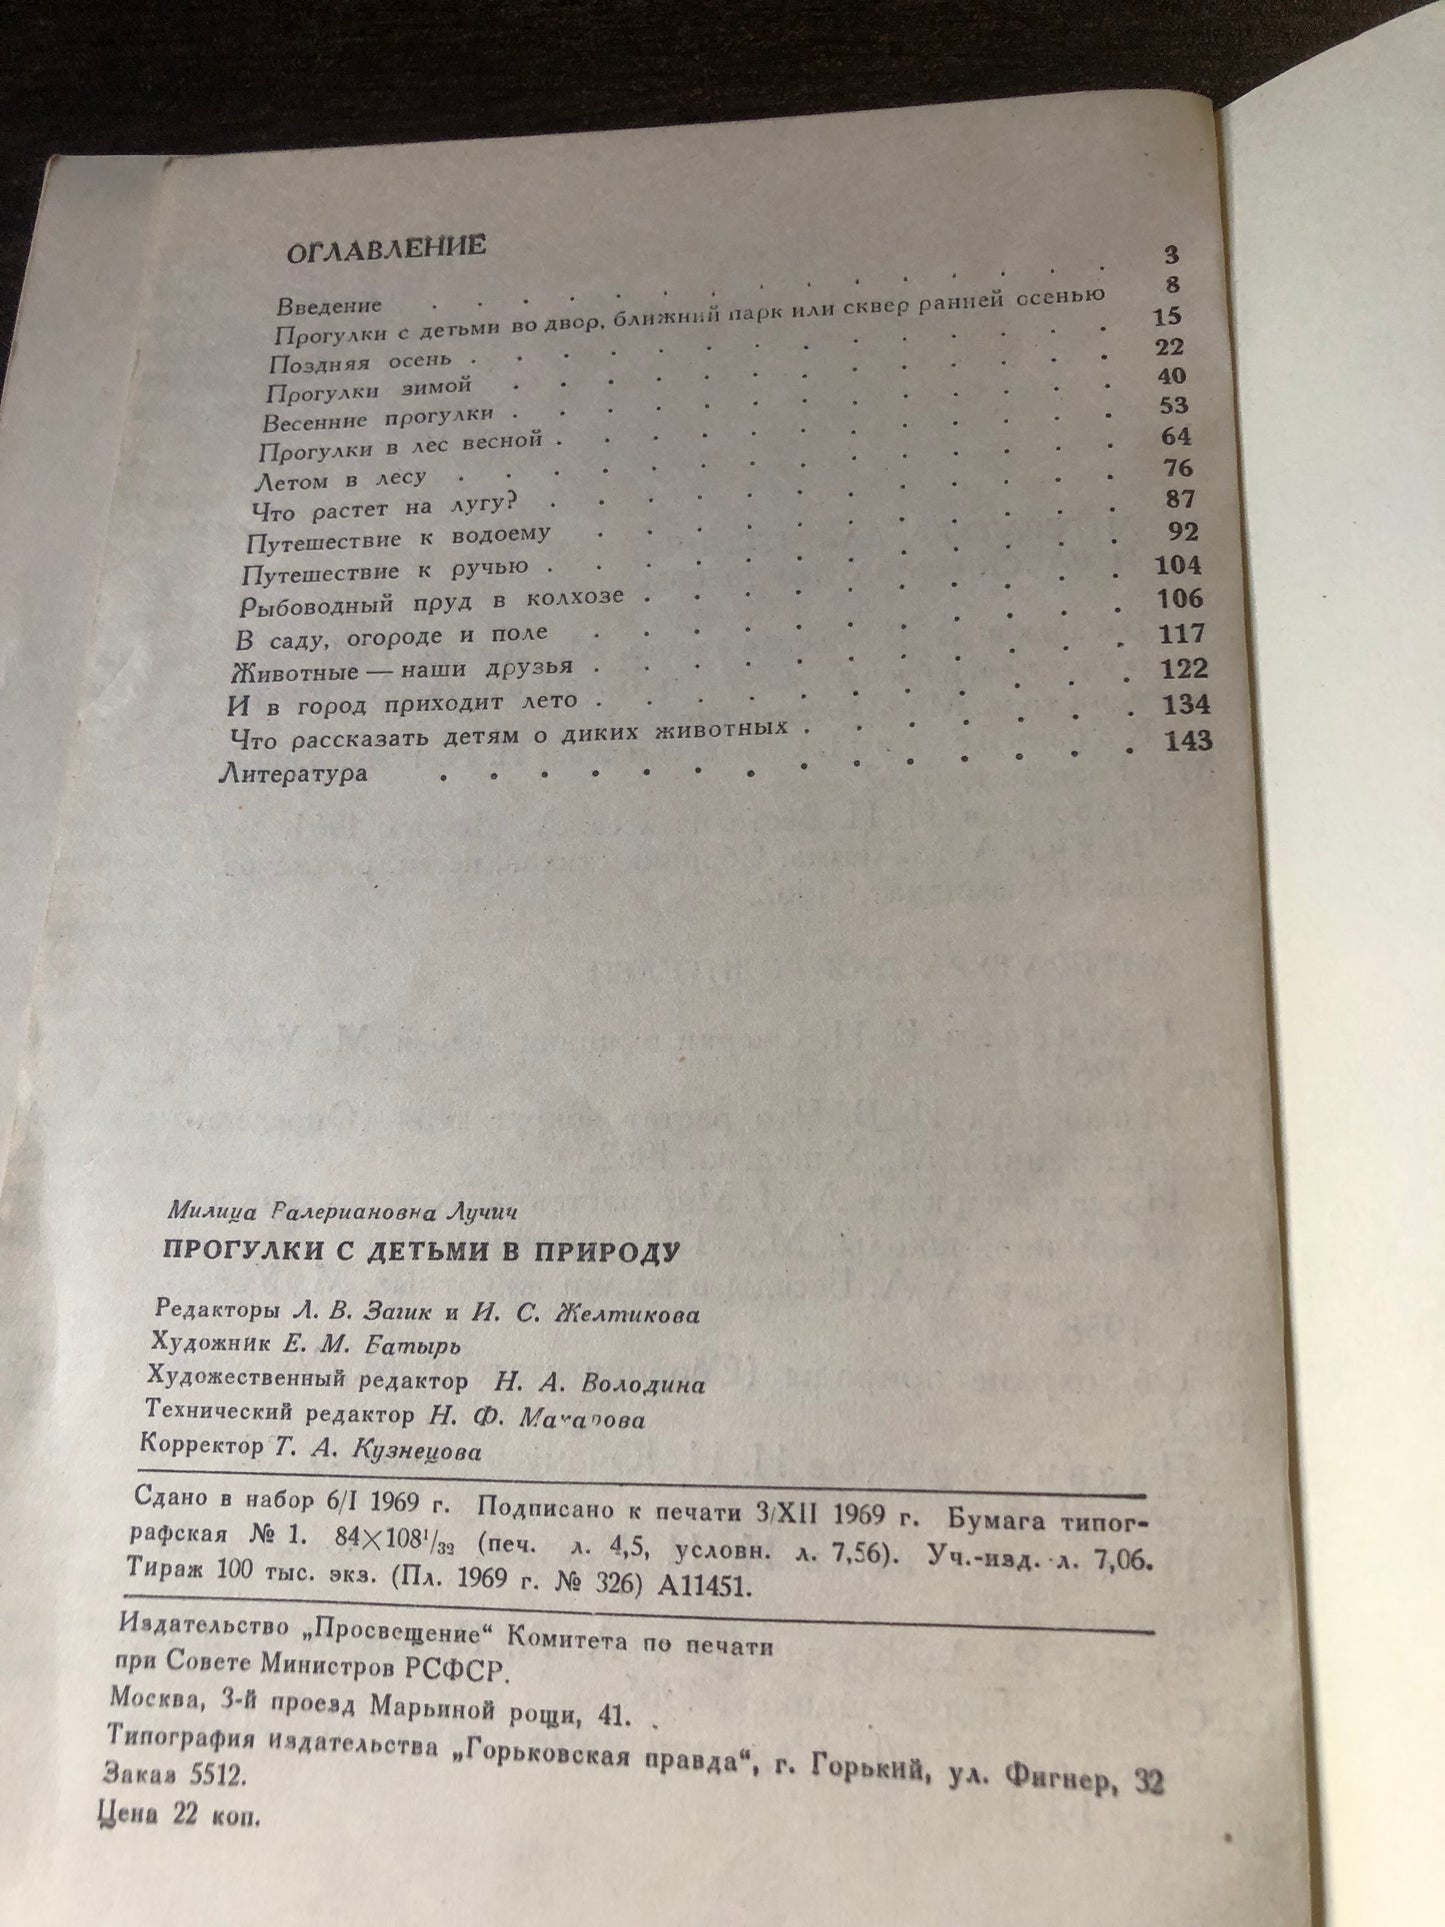 ОГЛАВЛЕНИЕ
Введение . . . . . . . . . . . . . . . 3
Прогулки с детьми во двор, ближний парк или сквер ранней осенью 8
Поздняя осень . . . . . . . . . . . . . . 15
Прогулки зимой . . . . . . . . . . . . . 22
Весенние прогулки . . . . . . . . . . . . . 40
Прогулки в лес весной . . . . . . . . . . . . 53
Летом в лесу . . . . . . . . . . . . . . 64
Что растет на лугу? . . . . . . . . . . . . 76
Путешествие к водоему . . . . . . . . . . . 87
Путешествие к ручью . . . . . . . . . . . . 92
Рыбоводный пруд в колхозе . . . . . . . . . . 104
В саду, огороде и поле . . . . . . . . . . . 106
Животные — наши друзья . . . . . . . . . . . 117
И в город приходит лето . . . . . . . . . . . 122
Что рассказать детям о диких животных . . . . . . . 134
Литература . . . . . . . . . . . . . . 143
Милица Валериановна Лучич
ПРОГУЛКИ С ДЕТЬМИ В ПРИРОДУ
Редакторы Л. В. Загик и И. С. Желтикова
Художник Е. М. Батырь
Художественный редактор Н. А. Володина
Технический редактор Н. Ф. Макарова
Корректор Т. А. Кузнецова
Сдано в набор 6/I 1969 г. Подписано к печати 3/XII 1969 г. Бумага типог-
рафская № 1. 84×108¹/₃₂ (печ. л. 4,5, условн. л. 7,56). Уч.-изд. л. 7,06.
Тираж 100 тыс. экз. (Пл. 1969 г. № 326) А11451.
Издательство „Просвещение“ Комитета по печати
при Совете Министров РСФСР.
Москва, 3-й проезд Марьиной рощи, 41.
Типография издательства „Горьковская правда“, г. Горький, ул. Фигнер, 32
Заказ 5512.
Цена 22 коп.